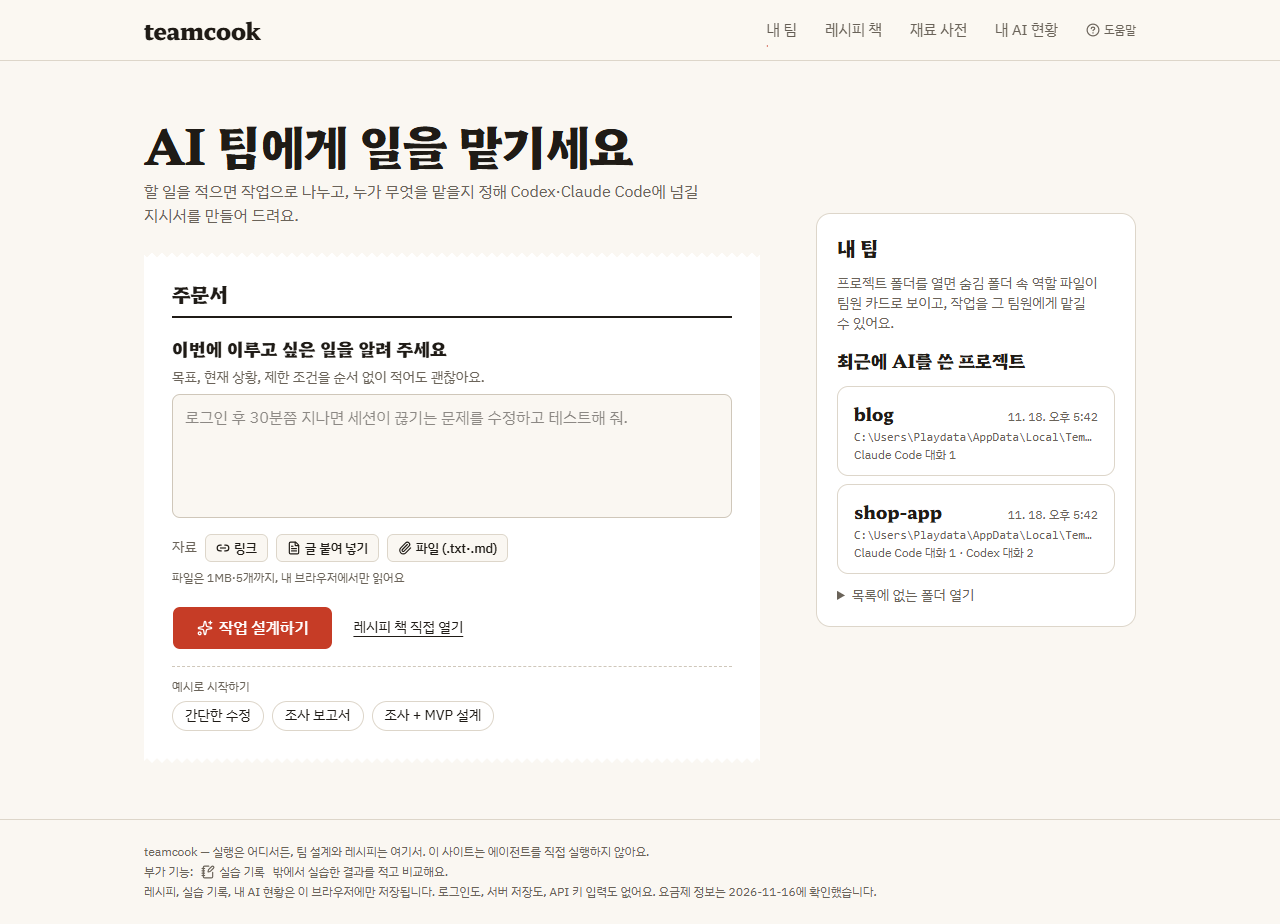 teamcook
내 팀
레시피 책
재료 사전
내 AI 현황
도움말
AI 팀에게 일을 맡기세요
할 일을 적으면 작업으로 나누고, 누가 무엇을 맡을지 정해 Codex·Claude Code에 넘길
지시서를 만들어 드려요.
주문서
이번에 이루고 싶은 일을 알려 주세요
목표, 현재 상황, 제한 조건을 순서 없이 적어도 괜찮아요.
로그인 후 30분쯤 지나면 세션이 끊기는 문제를 수정하고 테스트해 줘.
자료
링크
글 붙여 넣기
파일 (.txt·.md)
파일은 1MB·5개까지, 내 브라우저에서만 읽어요
작업 설계하기
레시피 책 직접 열기
예시로 시작하기
간단한 수정
조사 보고서
조사 + MVP 설계
내 팀
프로젝트 폴더를 열면 숨김 폴더 속 역할 파일이
팀원 카드로 보이고, 작업을 그 팀원에게 맡길
수 있어요.
최근에 AI를 쓴 프로젝트
blog
11. 18. 오후 5:42
C:\Users\Playdata\AppData\Local\Tem…
Claude Code 대화 1
shop-app
11. 18. 오후 5:42
C:\Users\Playdata\AppData\Local\Tem…
Claude Code 대화 1 · Codex 대화 2
목록에 없는 폴더 열기
teamcook — 실행은 어디서든, 팀 설계와 레시피는 여기서. 이 사이트는 에이전트를 직접 실행하지 않아요.
부가 기능: 실습 기록 밖에서 실습한 결과를 적고 비교해요.
레시피, 실습 기록, 내 AI 현황은 이 브라우저에만 저장됩니다. 로그인도, 서버 저장도, API 키 입력도 없어요. 요금제 정보는 2026-11-16에 확인했습니다.